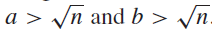 a > √n and b > √n.